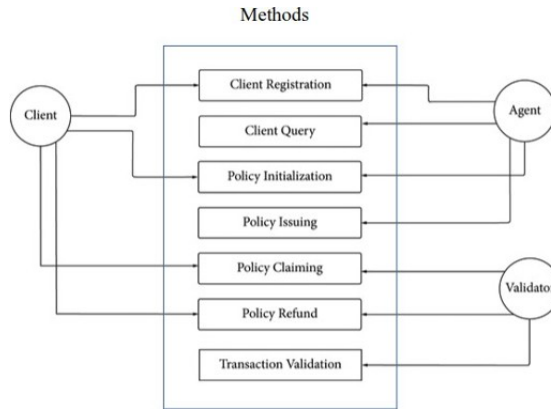 Methods
Client Registration
Client
Agent
Client Query
Policy Initialization
Policy Issuing
Policy Claiming
Validator
Policy Refund
Transaction Validation